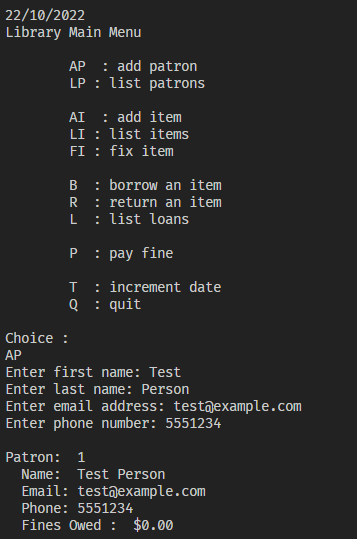 22/10/2022
Library Main Menu
AP  : add patron
LP : list patrons
AI  : add item
LI : list items
FI : fix item
B  : borrow an item
R  : return an item
L  : list loans
P  : pay fine
T  : increment date
Q  : quit
Choice :
AP
Enter first name: Test
Enter last name: Person
Enter email address: test@example.com
Enter phone number: 5551234
Patron:  1
Name:  Test Person
Email: test@example.com
Phone: 5551234
Fines Owed :  $0.00